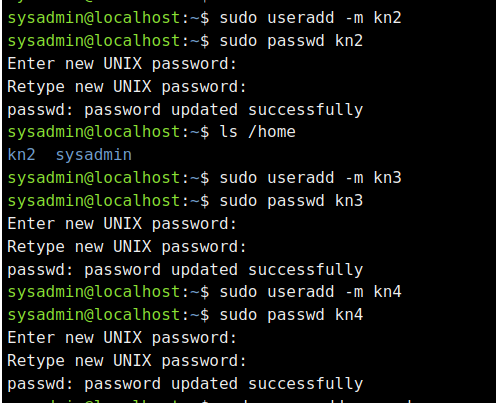 sysadmin@localhost:~$ sudo useradd -m kn2
sysadmin@localhost:~$ sudo passwd kn2
Enter new UNIX password:
Retype new UNIX password:
passwd: password updated successfully
sysadmin@localhost:~$ ls /home
kn2  sysadmin
sysadmin@localhost:~$ sudo useradd -m kn3
sysadmin@localhost:~$ sudo passwd kn3
Enter new UNIX password:
Retype new UNIX password:
passwd: password updated successfully
sysadmin@localhost:~$ sudo useradd -m kn4
sysadmin@localhost:~$ sudo passwd kn4
Enter new UNIX password:
Retype new UNIX password:
passwd: password updated successfully